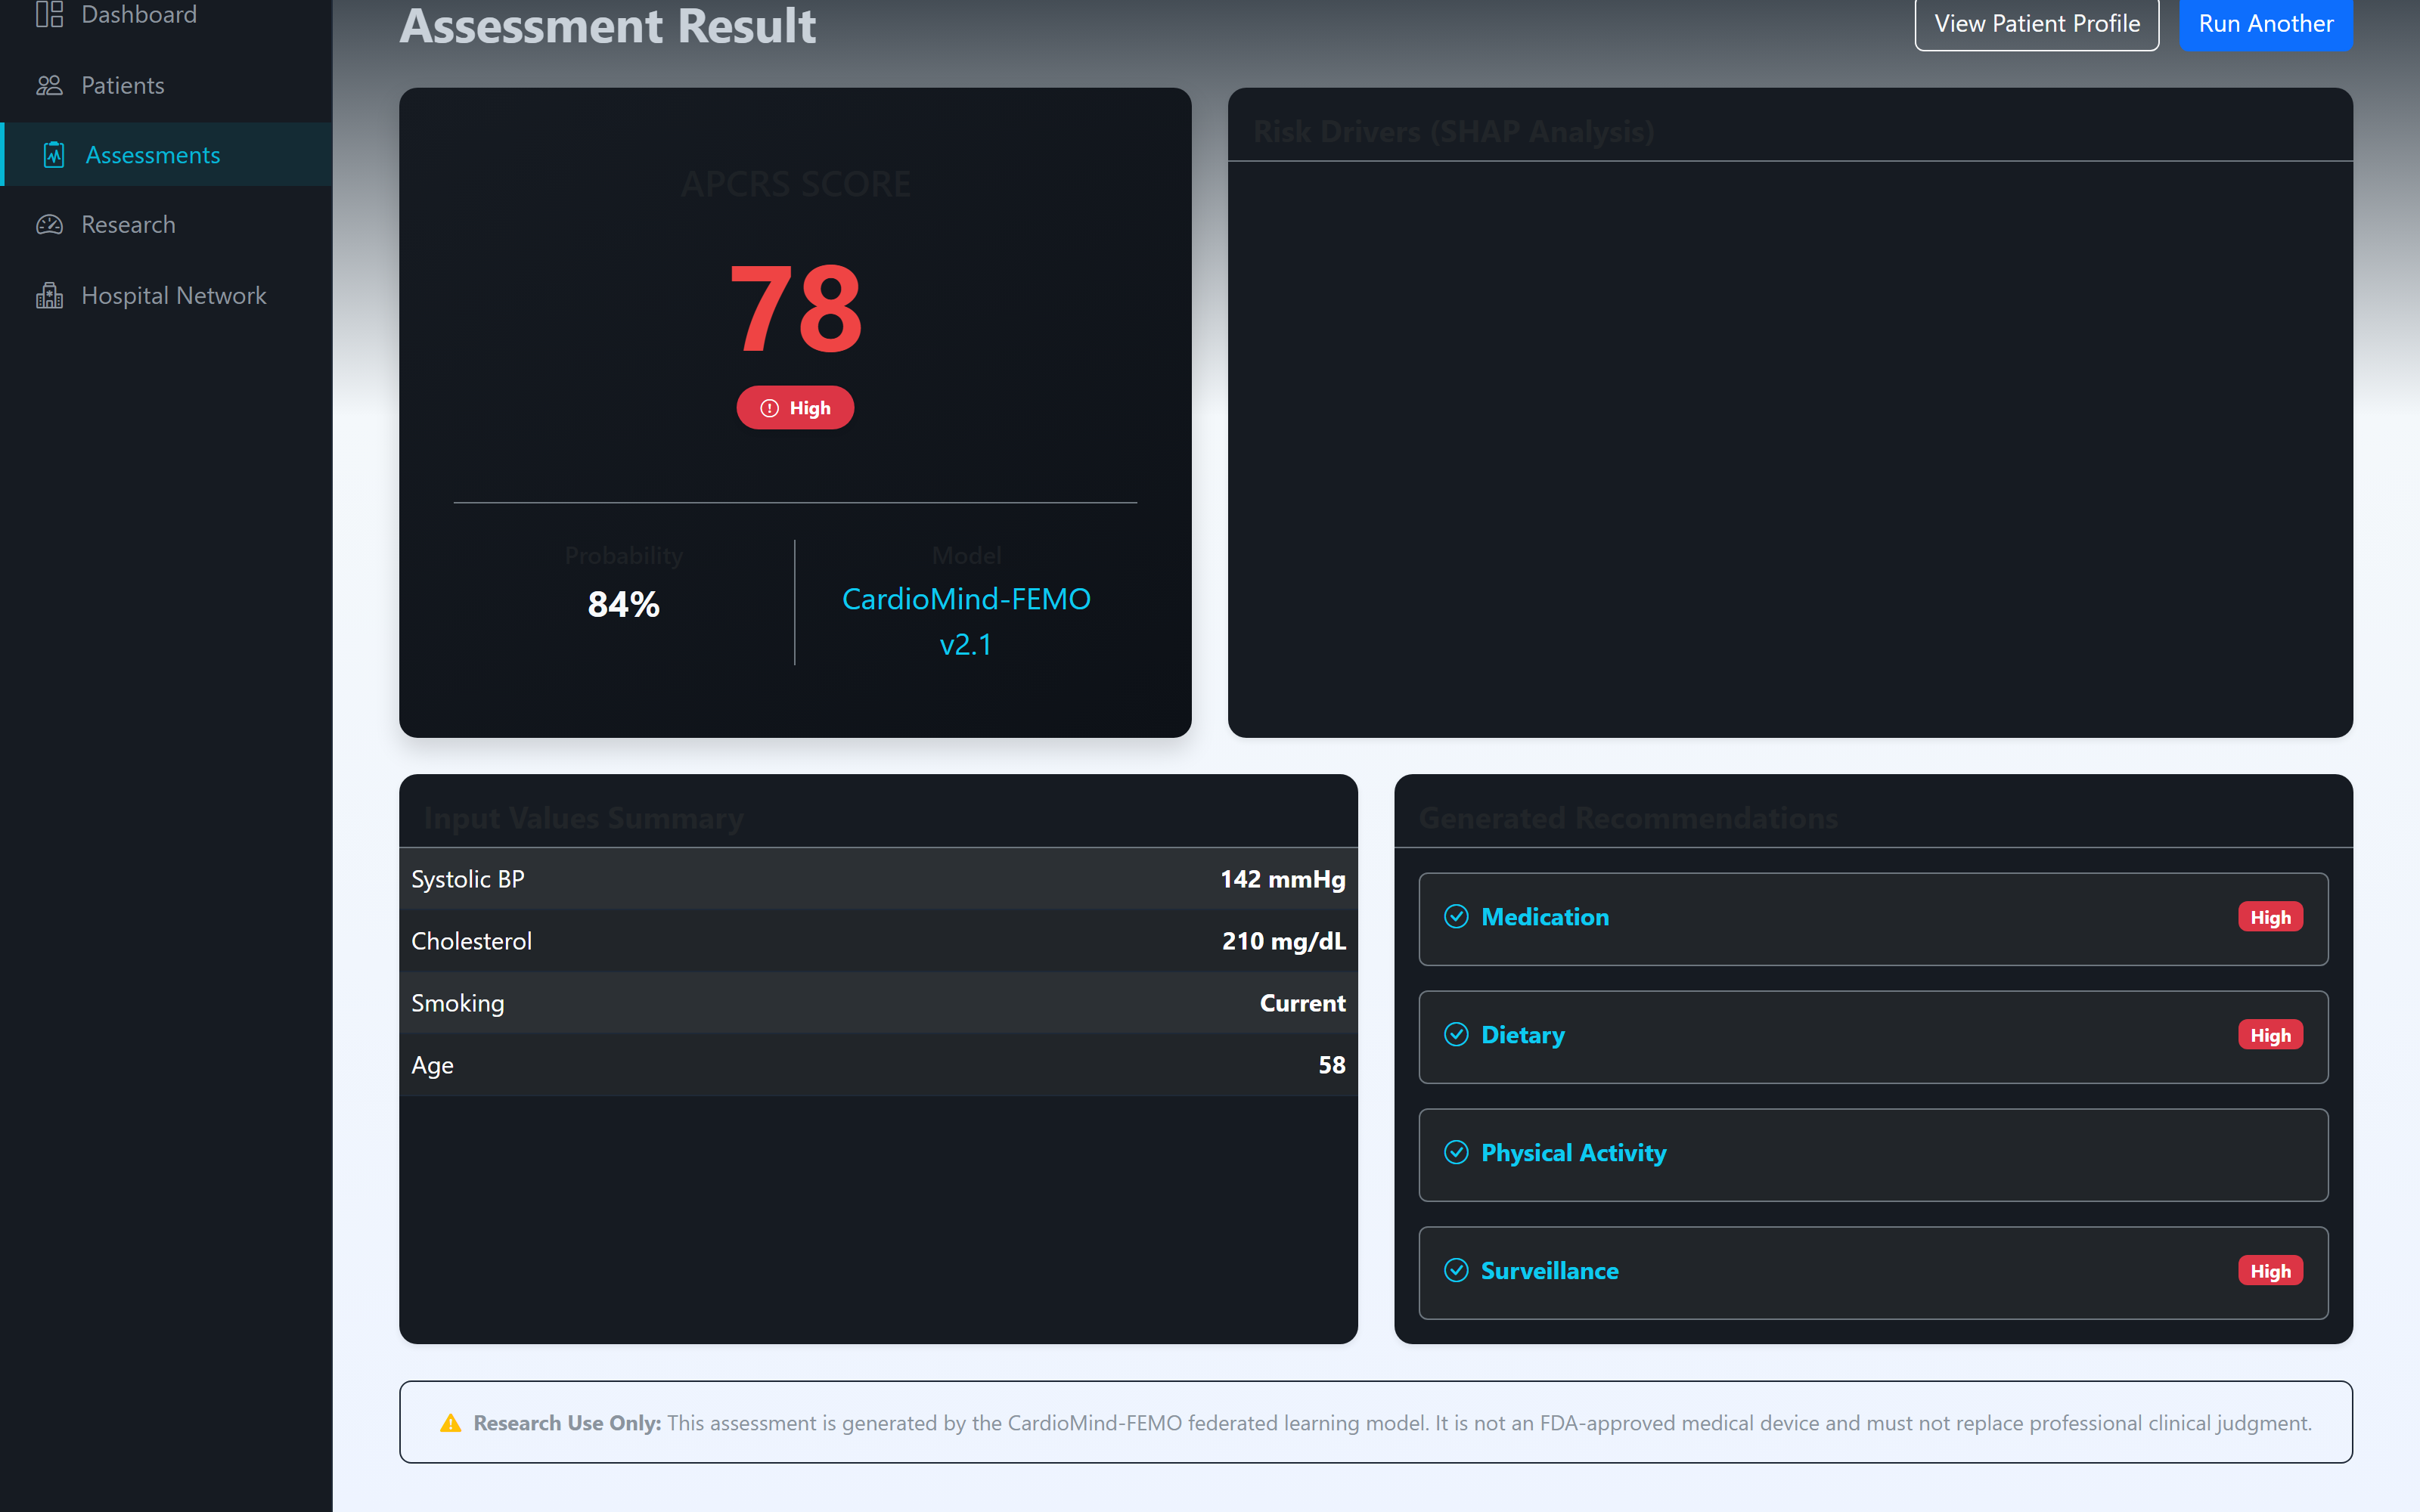 Dashboard
Patients
Assessments
Research
Hospital Network
Assessment Result
View Patient Profile
Run Another
APCRS SCORE
78
High
Probability
84%
Model
CardioMind-FEMO
v2.1
Risk Drivers (SHAP Analysis)
Input Values Summary
Systolic BP 142 mmHg
Cholesterol 210 mg/dL
Smoking Current
Age 58
Generated Recommendations
Medication High
Dietary High
Physical Activity
Surveillance High
Research Use Only: This assessment is generated by the CardioMind-FEMO federated learning model. It is not an FDA-approved medical device and must not replace professional clinical judgment.